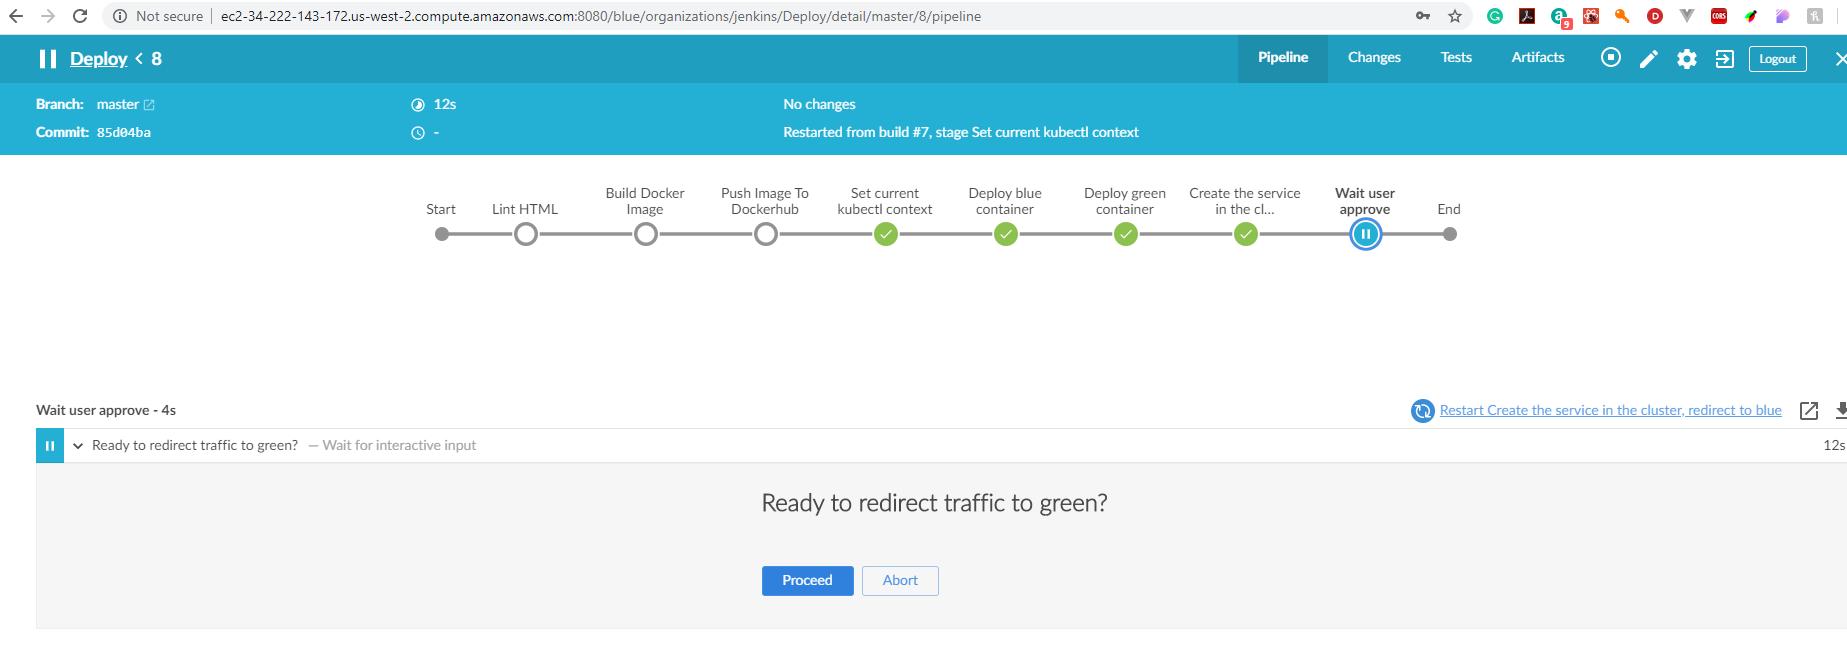 Not secure | ec2-34-222-143-172.us-west-2.compute.amazonaws.com:8080/blue/organizations/jenkins/Deploy/detail/master/8/pipeline
9
CORS
Deploy < 8
Pipeline Changes Tests Artifacts Logout
Branch: master 12s No changes
Commit: 85d04ba - Restarted from build #7, stage Set current kubectl context
Start
Lint HTML
Build Docker
Image
Push Image To
Dockerhub
Set current
kubectl context
Deploy blue
container
Deploy green
container
Create the service
in the cl...
Wait user
approve
End
Wait user approve - 4s
Restart Create the service in the cluster, redirect to blue
Ready to redirect traffic to green? — Wait for interactive input 12s
Ready to redirect traffic to green?
Proceed Abort